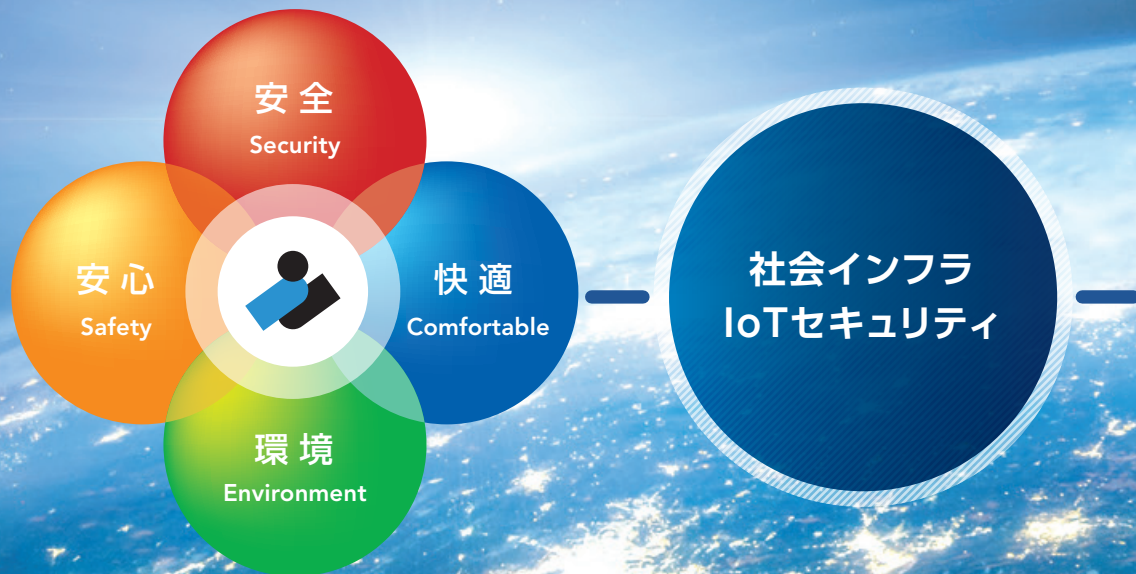 安全
Security
安心
Safety
快適
Comfortable
環境
Environment
社会インフラ
IoTセキュリティ